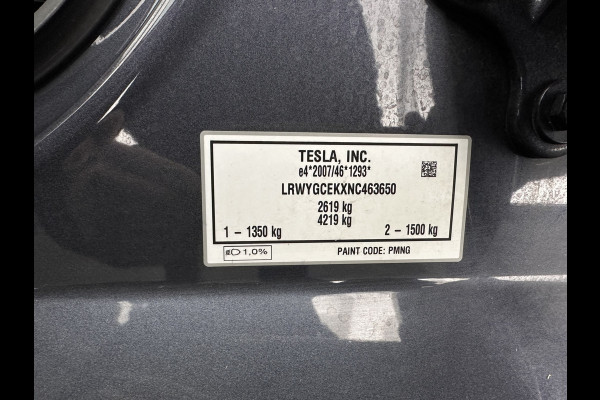 TESLA, INC.
e4*2007/46*1293*
LRWYGCEKXNC463650
2619 kg
4219 kg
1 – 1350 kg 2 – 1500 kg
1,0% PAINT CODE: PMNG